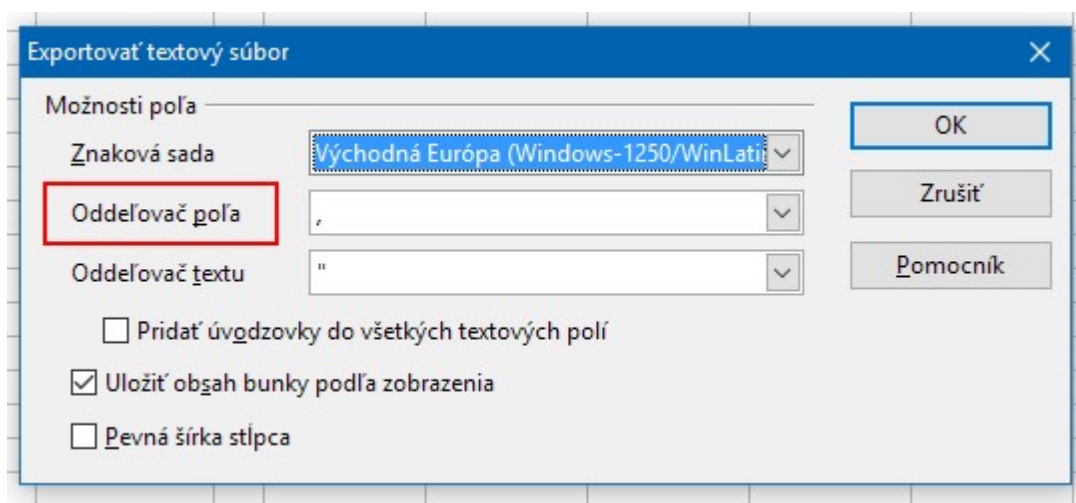 Exportovať textový súbor
Možnosti poľa
OK
Znaková sada
Východná Európa (Windows-1250/WinLati
Zrušiť
Oddeľovač poľa
,
Oddeľovač textu
"
Pomocník
Pridať úvodzovky do všetkých textových polí
Uložiť obsah bunky podľa zobrazenia
Pevná šírka stĺpca